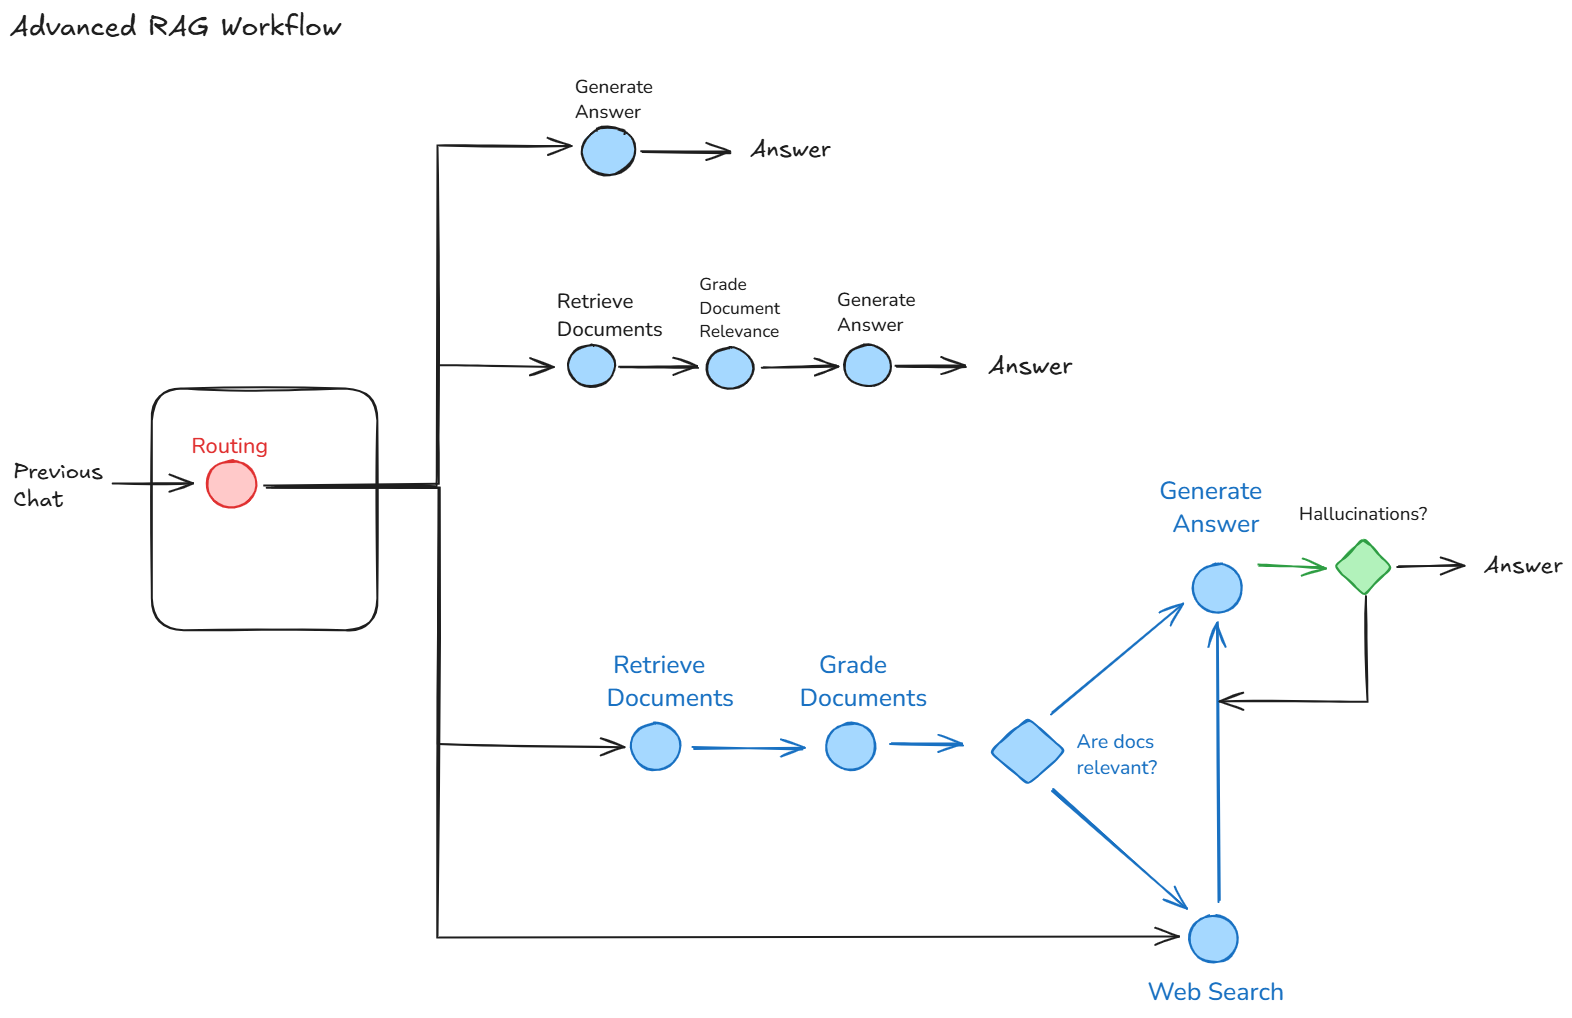 Advanced RAG Workflow
Generate
Answer
Answer
Retrieve
Documents
Grade
Document
Relevance
Generate
Answer
Answer
Routing
Previous
Chat
Generate
Answer
Hallucinations?
Answer
Retrieve
Documents
Grade
Documents
Are docs
relevant?
Web Search